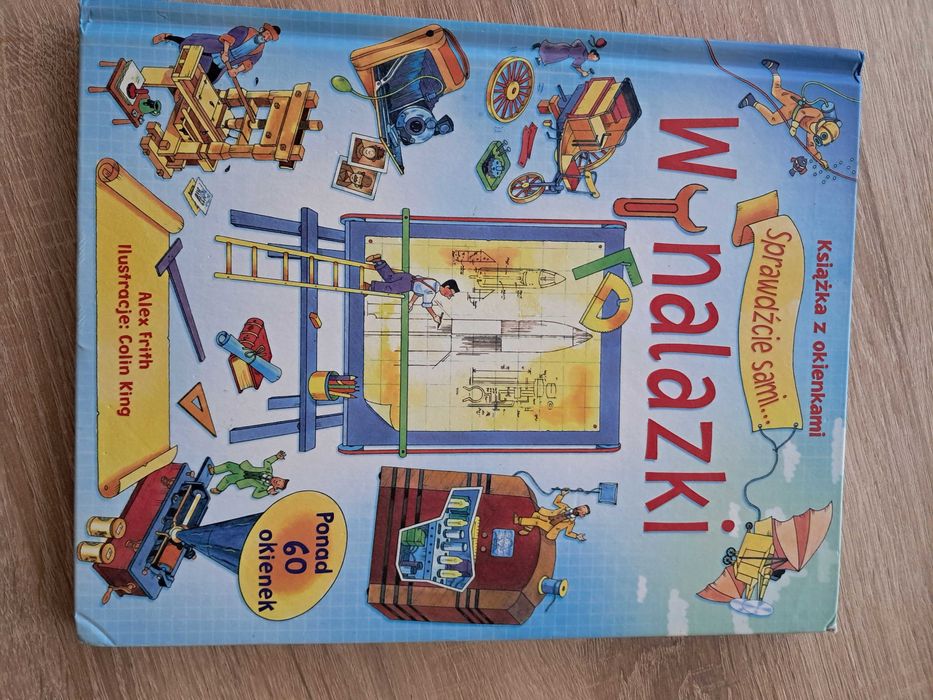 Książka z okienkami
Sprawdźcie sami...
Wynalazki
Ponad
60
okienek
Alex Frith
Ilustracje: Colin King